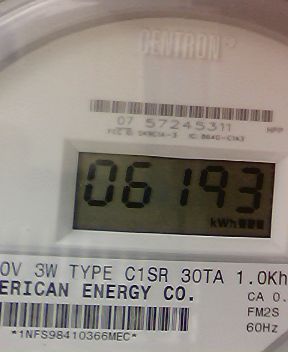 CENTRON®
07 57245311
HPP
06193
kWh
0V 3W TYPE C1SR 30TA 1.0Kh
ERICAN ENERGY CO.
CA 0.
FM2S
60Hz
*1NFS98410366MEC*